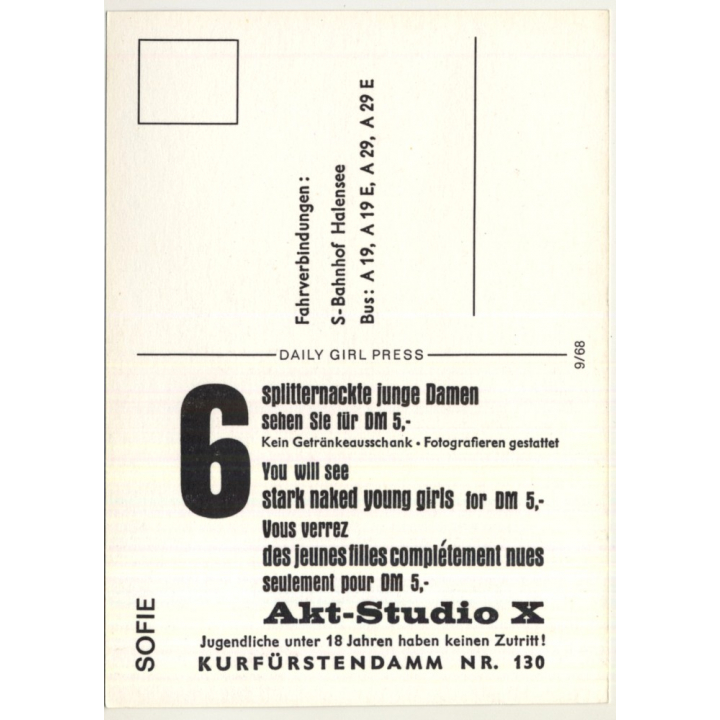 Fahrverbindungen :
S-Bahnhof Halensee
Bus : A 19, A 19 E, A 29, A 29 E
DAILY GIRL PRESS
9/68
6
splitternackte junge Damen
sehen Sie für DM 5,-
Kein Getränkeausschank • Fotografieren gestattet
You will see
stark naked young girls for DM 5,-
Vous verrez
des jeunes filles complétement nues
seulement pour DM 5,-
Akt-Studio X
Jugendliche unter 18 Jahren haben keinen Zutritt!
KURFÜRSTENDAMM NR. 130
SOFIE